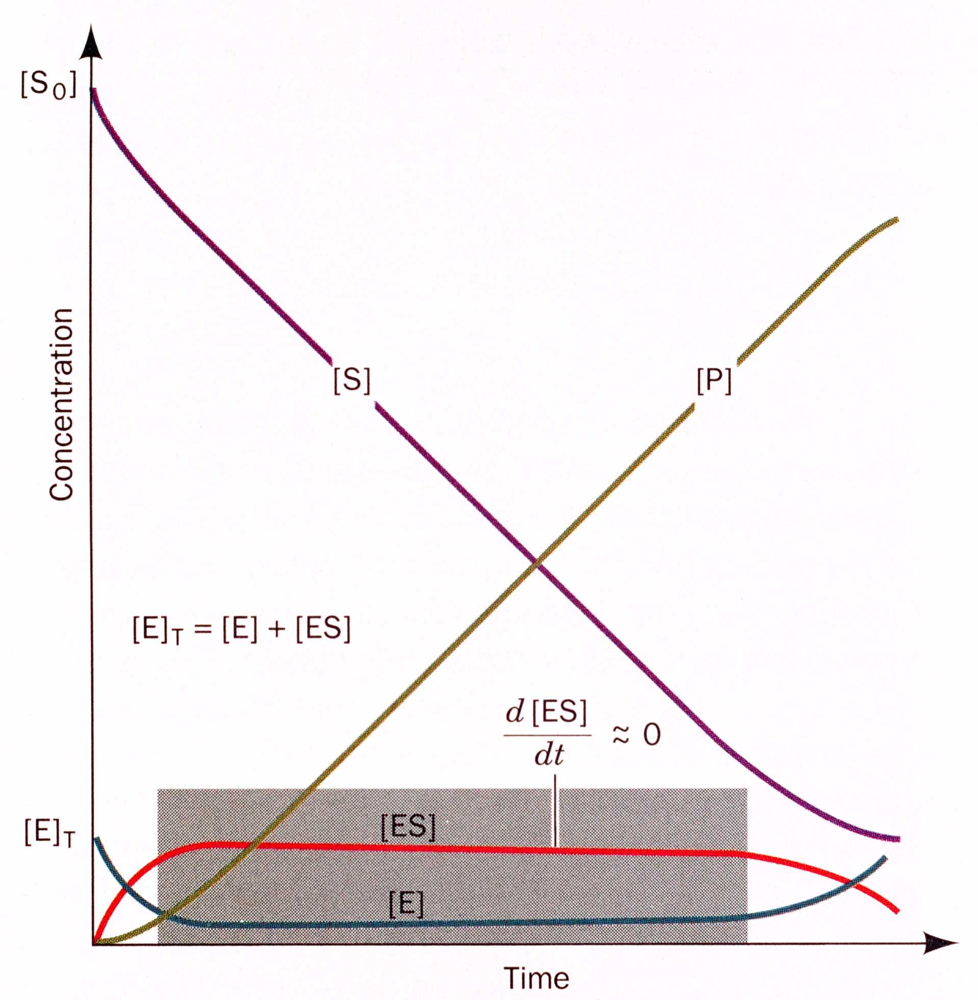 [S₀]
Concentration
[S]
[P]
[E]T = [E] + [ES]
d [ES]
dt
≈ 0
[E]T
[ES]
[E]
Time